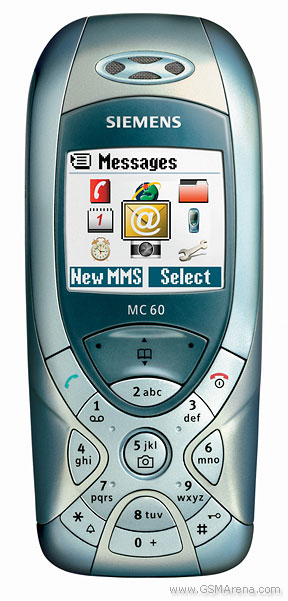 SIEMENS
Messages
1
@
New MMS Select
MC 60
2 abc
1 3 def
4 ghi 5 jkl 6 mno
7 pqrs 9 wxyz
* 8 tuv #
0 +
www.GSMArena.com